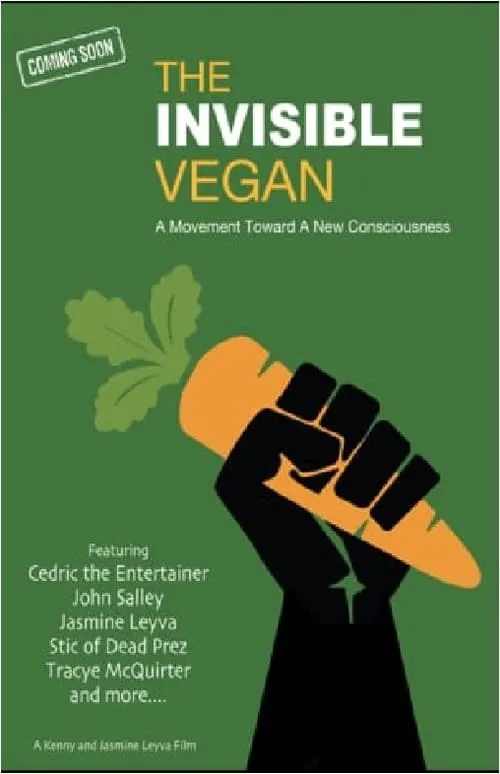 COMING SOON
THE
INVISIBLE
VEGAN
A Movement Toward A New Consciousness
Featuring
Cedric the Entertainer
John Salley
Jasmine Leyva
Stic of Dead Prez
Tracye McQuirter
and more....
A Kenny and Jasmine Leyva Film